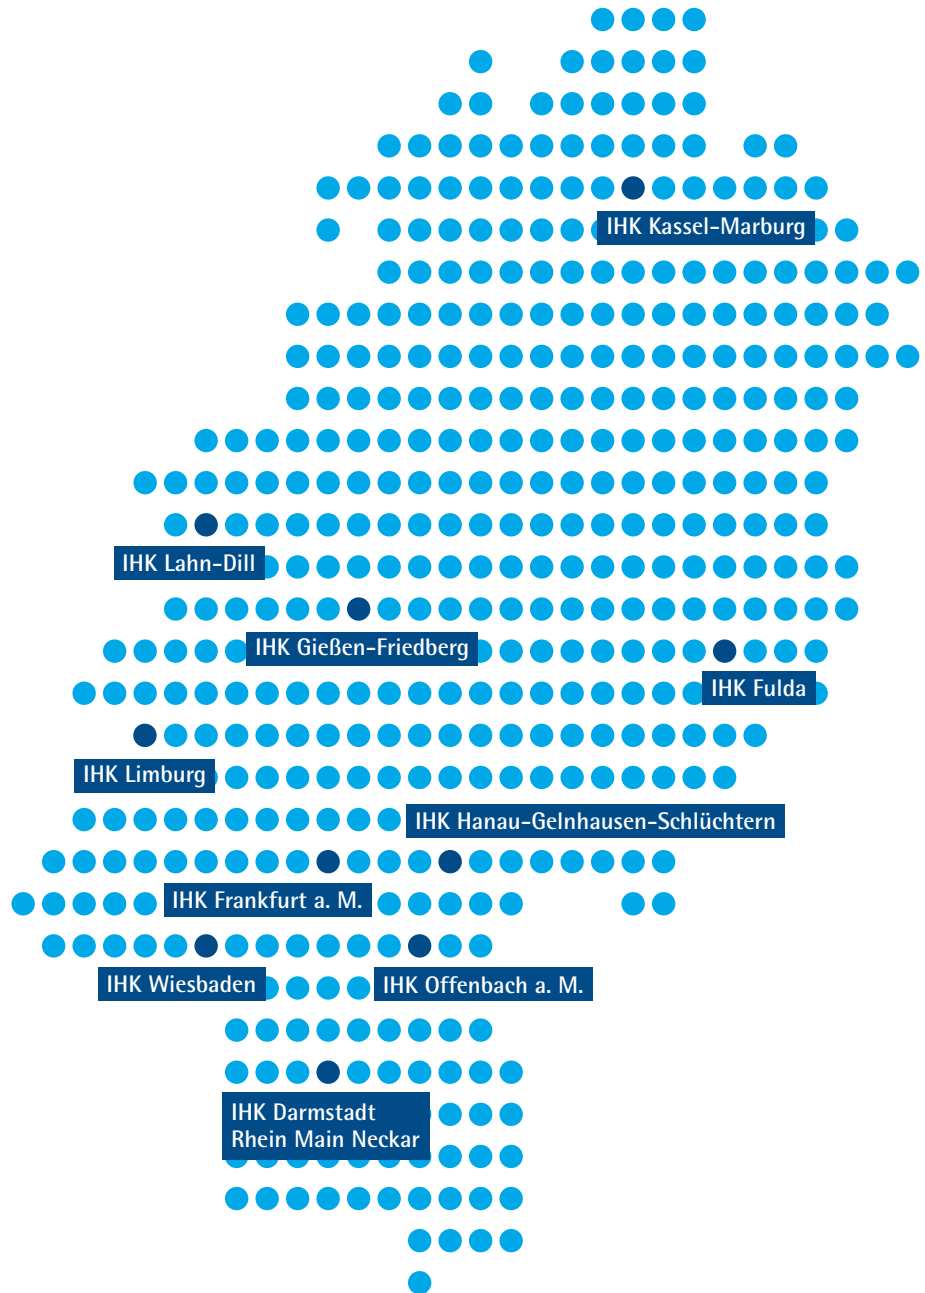 IHK Kassel-Marburg
IHK Lahn-Dill
IHK Gießen-Friedberg
IHK Fulda
IHK Limburg
IHK Hanau-Gelnhausen-Schlüchtern
IHK Frankfurt a. M.
IHK Wiesbaden
IHK Offenbach a. M.
IHK Darmstadt
Rhein Main Neckar